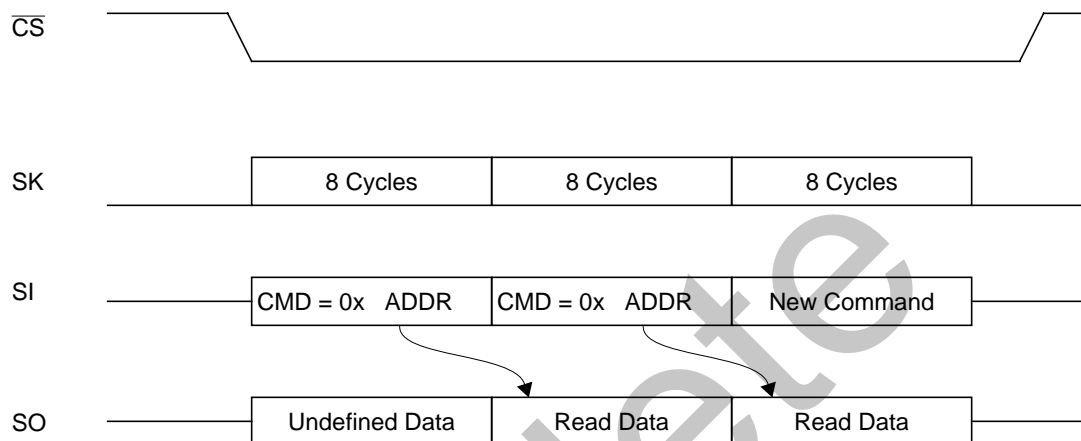 CS
SK
8 Cycles 8 Cycles 8 Cycles
SI
CMD = 0x ADDR CMD = 0x ADDR New Command
SO
Undefined Data Read Data Read Data